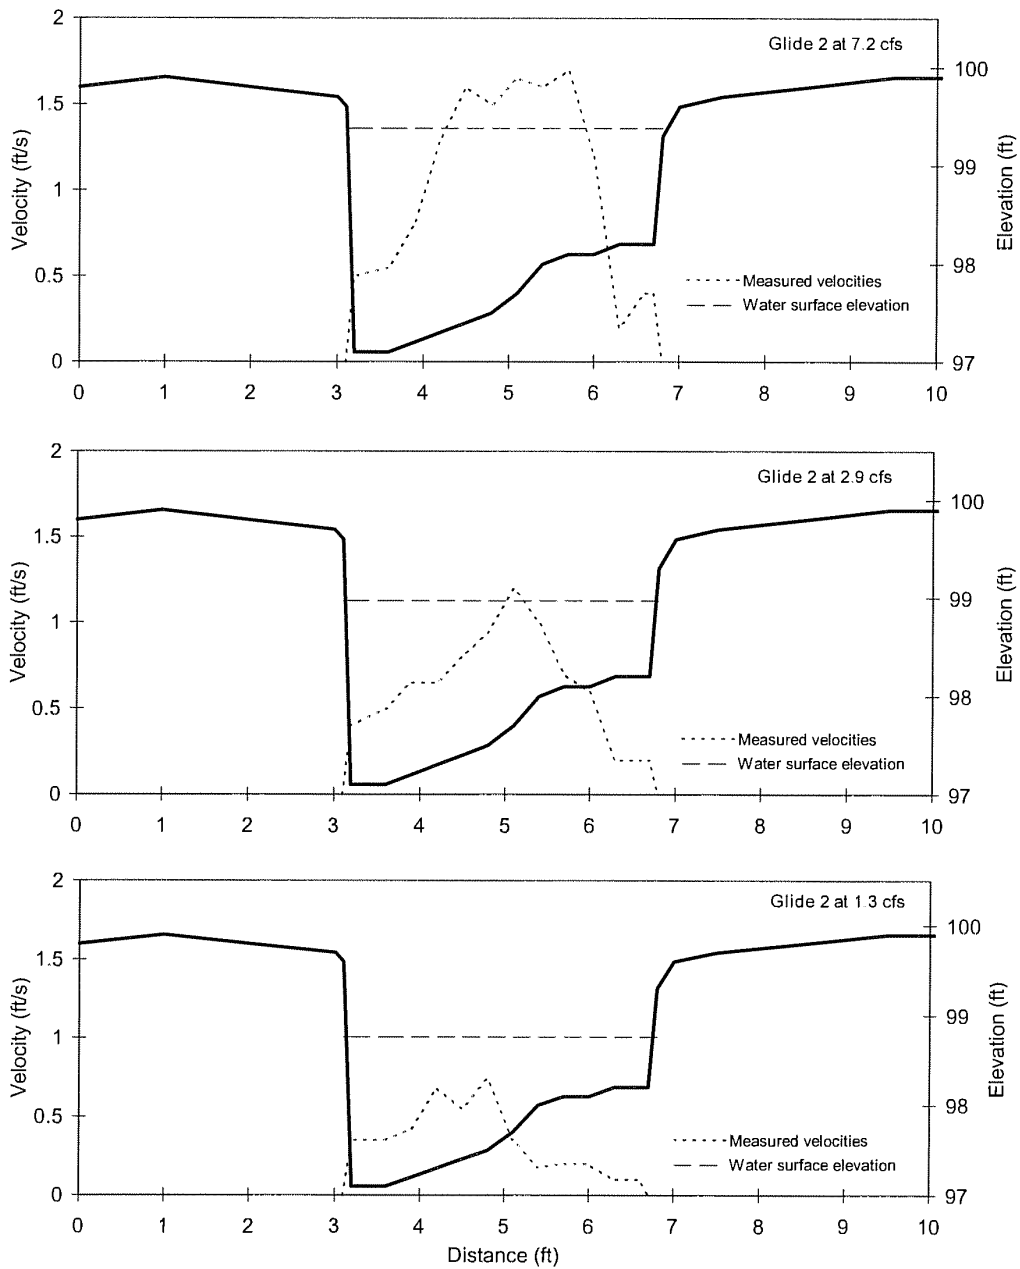 Glide 2 at 7.2 cfs
2
1.5
1
0.5
0
Velocity (ft/s)
100
99
98
97
Elevation (ft)
Measured velocities
Water surface elevation
0 1 2 3 4 5 6 7 8 9 10
Glide 2 at 2.9 cfs
2
1.5
1
0.5
0
Velocity (ft/s)
100
99
98
97
Elevation (ft)
Measured velocities
Water surface elevation
0 1 2 3 4 5 6 7 8 9 10
Glide 2 at 1.3 cfs
2
1.5
1
0.5
0
Velocity (ft/s)
100
99
98
97
Elevation (ft)
Measured velocities
Water surface elevation
0 1 2 3 4 5 6 7 8 9 10
Distance (ft)